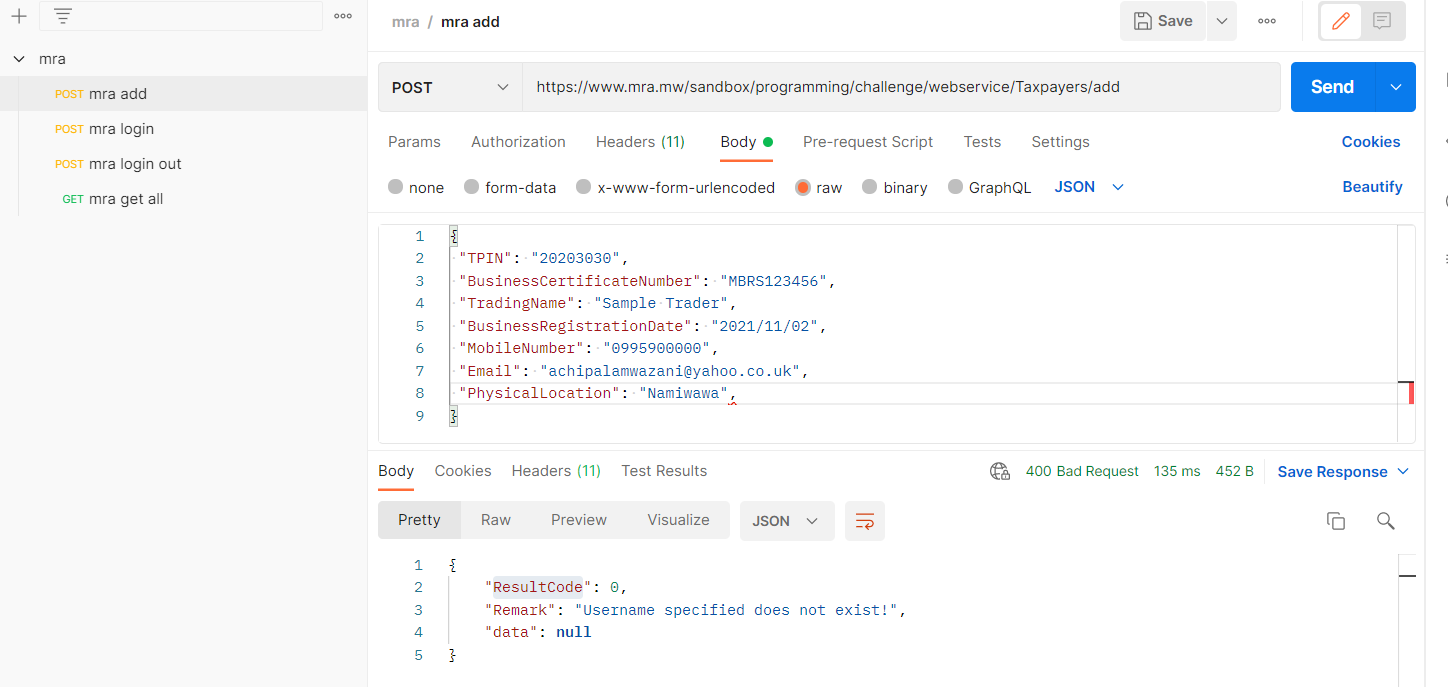 mra / mra add
Save
mra
POST mra add
POST mra login
POST mra login out
GET mra get all
POST
https://www.mra.mw/sandbox/programming/challenge/webservice/Taxpayers/add
Send
Params Authorization Headers (11) Body Pre-request Script Tests Settings Cookies
none form-data x-www-form-urlencoded raw binary GraphQL JSON Beautify
1 {
2 "TPIN": "20203030",
3 "BusinessCertificateNumber": "MBRS123456",
4 "TradingName": "Sample Trader",
5 "BusinessRegistrationDate": "2021/11/02",
6 "MobileNumber": "0995900000",
7 "Email": "achipalamwazani@yahoo.co.uk",
8 "PhysicalLocation": "Namiwawa",
9 }
Body Cookies Headers (11) Test Results 400 Bad Request 135 ms 452 B Save Response
Pretty Raw Preview Visualize JSON
1 {
2 "ResultCode": 0,
3 "Remark": "Username specified does not exist!",
4 "data": null
5 }